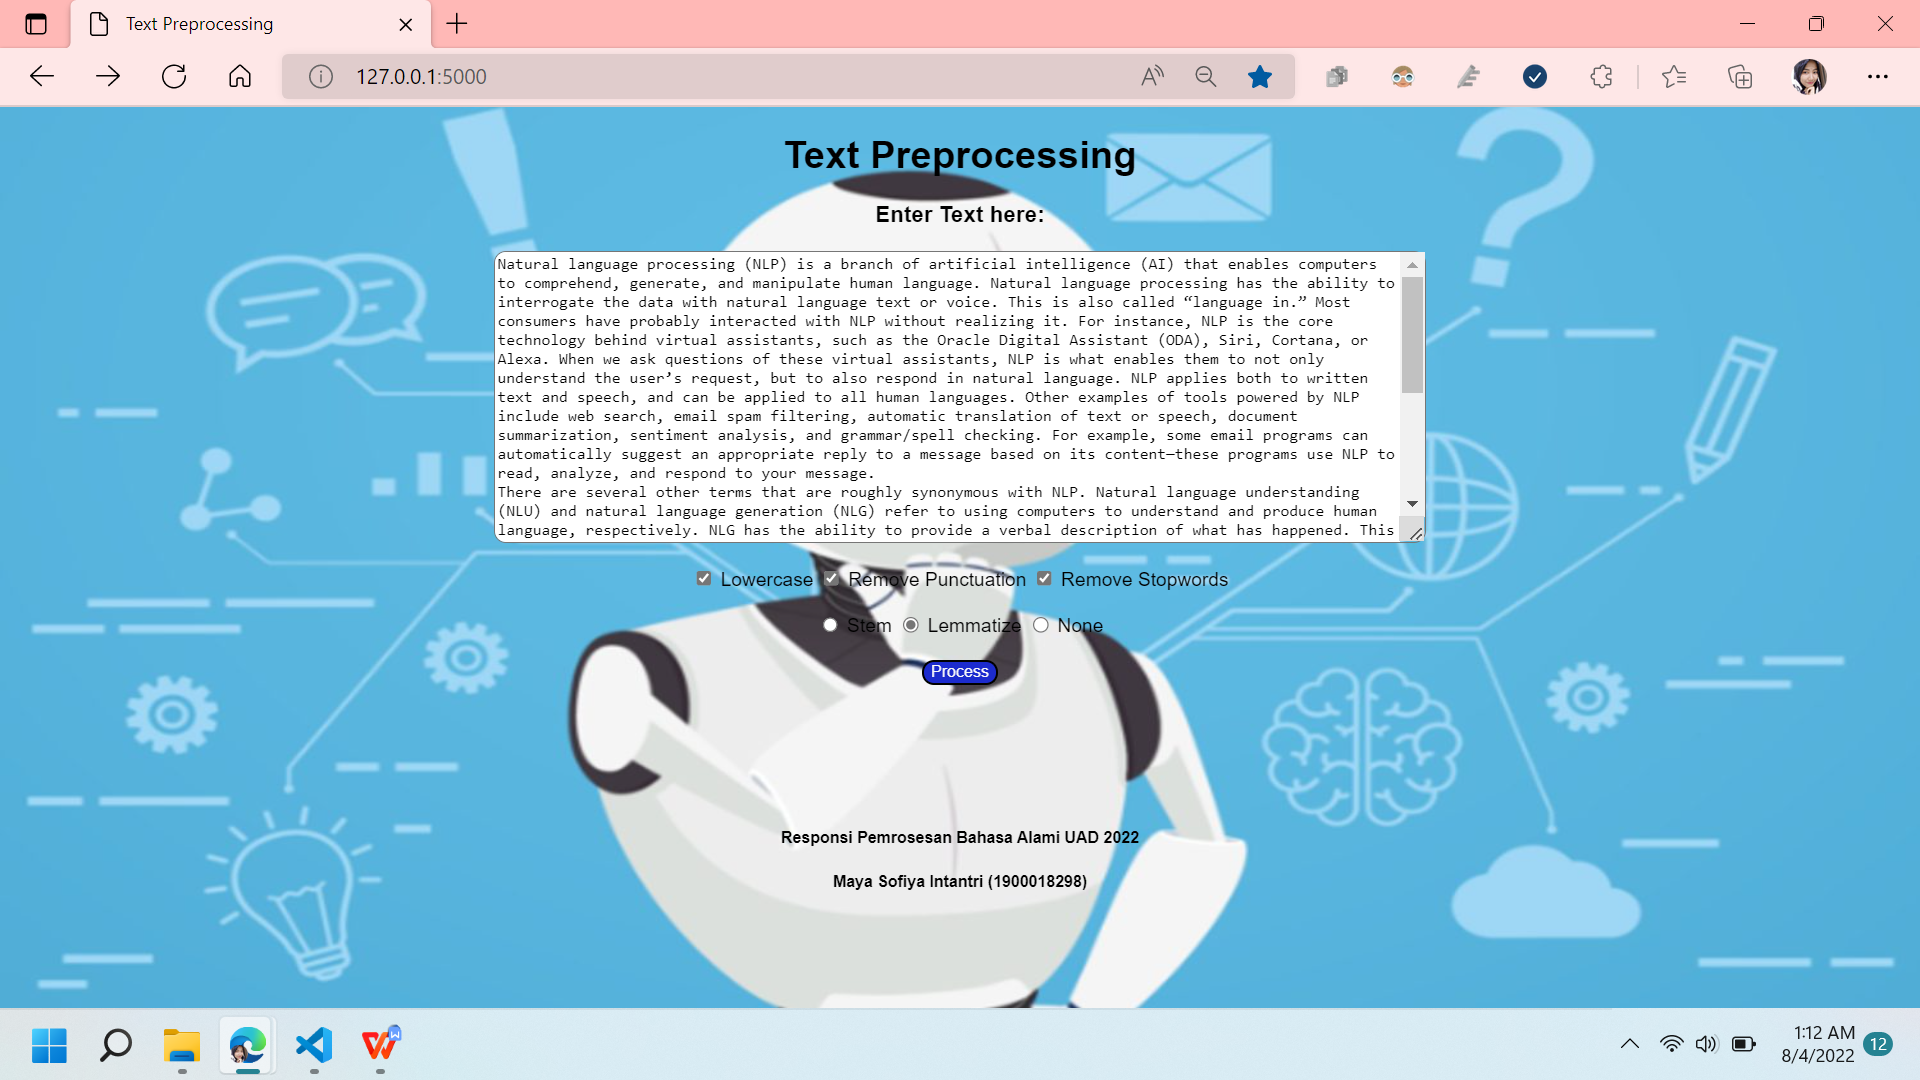 Text Preprocessing
127.0.0.1:5000
Text Preprocessing
Enter Text here:
Natural language processing (NLP) is a branch of artificial intelligence (AI) that enables computers
to comprehend, generate, and manipulate human language. Natural language processing has the ability to
interrogate the data with natural language text or voice. This is also called “language in.” Most
consumers have probably interacted with NLP without realizing it. For instance, NLP is the core
technology behind virtual assistants, such as the Oracle Digital Assistant (ODA), Siri, Cortana, or
Alexa. When we ask questions of these virtual assistants, NLP is what enables them to not only
understand the user’s request, but to also respond in natural language. NLP applies both to written
text and speech, and can be applied to all human languages. Other examples of tools powered by NLP
include web search, email spam filtering, automatic translation of text or speech, document
summarization, sentiment analysis, and grammar/spell checking. For example, some email programs can
automatically suggest an appropriate reply to a message based on its content—these programs use NLP to
read, analyze, and respond to your message.
There are several other terms that are roughly synonymous with NLP. Natural language understanding
(NLU) and natural language generation (NLG) refer to using computers to understand and produce human
language, respectively. NLG has the ability to provide a verbal description of what has happened. This
Lowercase Remove Punctuation Remove Stopwords
Stem Lemmatize None
Process
Responsi Pemrosesan Bahasa Alami UAD 2022
Maya Sofiya Intantri (1900018298)
1:12 AM
8/4/2022
12